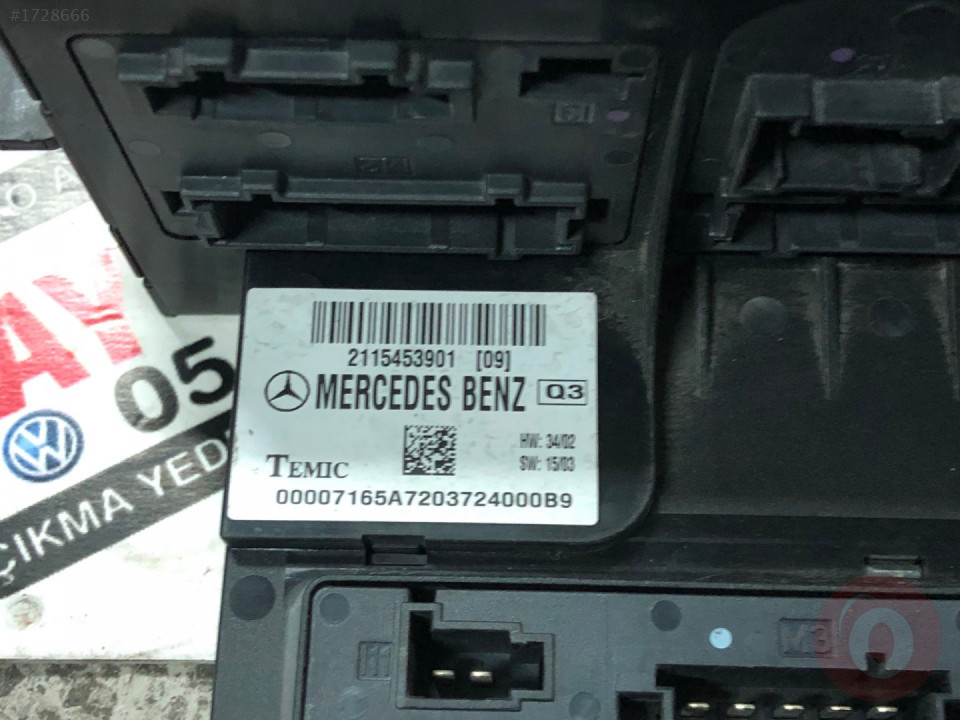 #1728666
M2
2115453901 [09]
MERCEDES BENZ Q3
HW: 34/02
SW: 15/03
TEMIC
00007165A7203724000B9
AY
05
ÇIKMA YED
M3